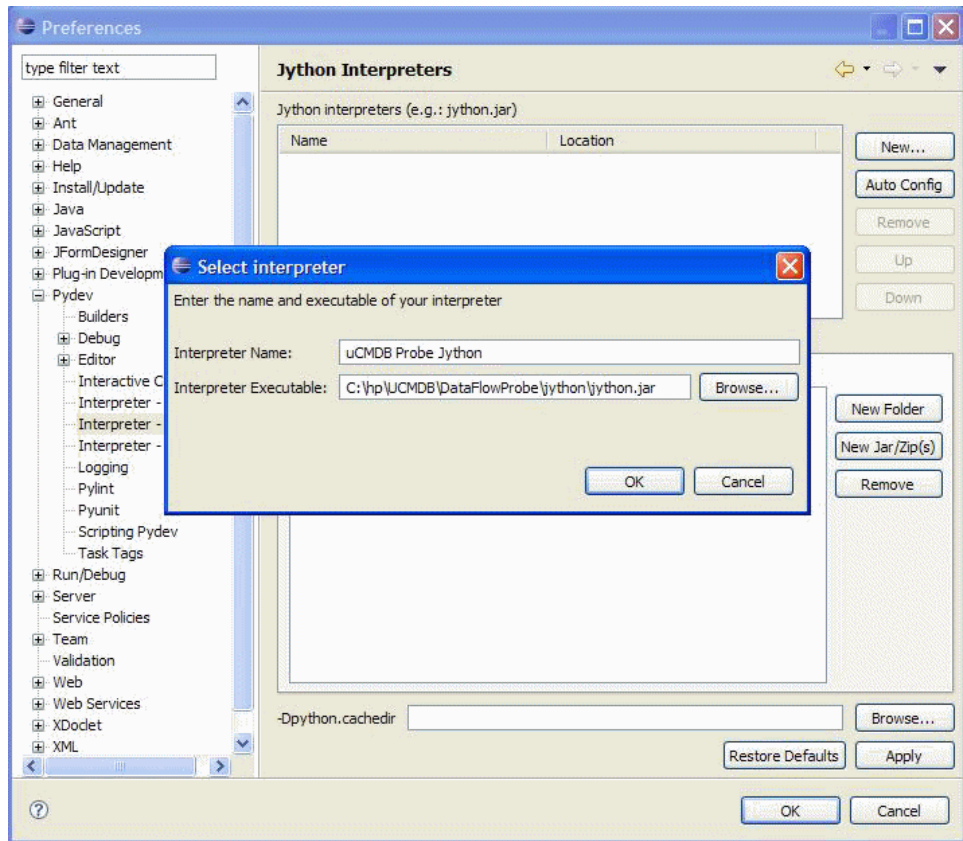 Preferences
type filter text
Jython Interpreters
General
Ant
Data Management
Help
Install/Update
Java
JavaScript
JFormDesigner
Plug-in Developm
Pydev
Builders
Debug
Editor
Interactive C
Interpreter -
Interpreter -
Interpreter -
Logging
Pylint
Pyunit
Scripting Pydev
Task Tags
Run/Debug
Server
Service Policies
Team
Validation
Web
Web Services
XDoclet
XML
Jython interpreters (e.g.: jython.jar)
Name Location
New...
Auto Config
Remove
Up
Down
Select interpreter
Enter the name and executable of your interpreter
Interpreter Name: uCMDB Probe Jython
Interpreter Executable: C:\hp\UCMDB\DataFlowProbe\jython\jython.jar Browse...
OK Cancel
New Folder
New Jar/Zip(s)
Remove
-Dpython.cachedir Browse...
Restore Defaults Apply
? OK Cancel